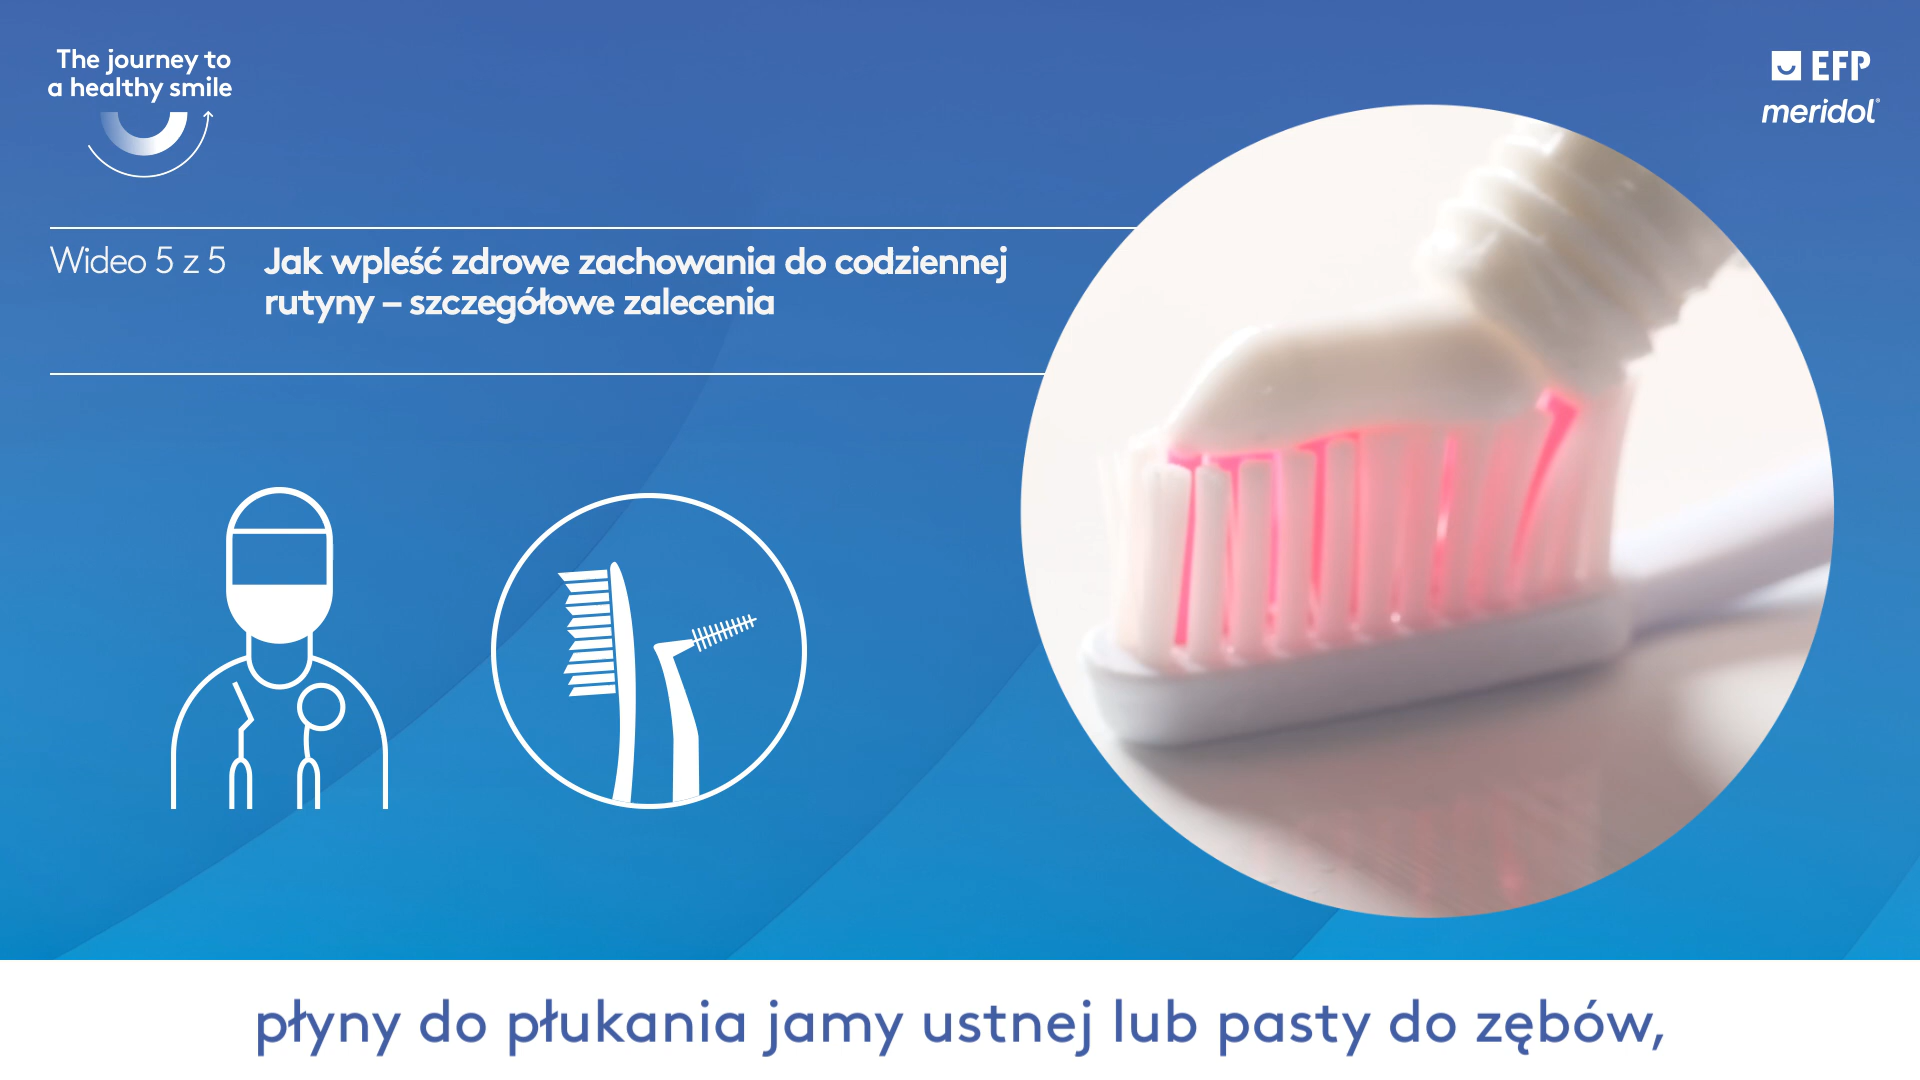 The journey to
a healthy smile
EFP
meridol®
Wideo 5 z 5
Jak wpleść zdrowe zachowania do codziennej
rutyny – szczegółowe zalecenia
płyny do płukania jamy ustnej lub pasty do zębów,